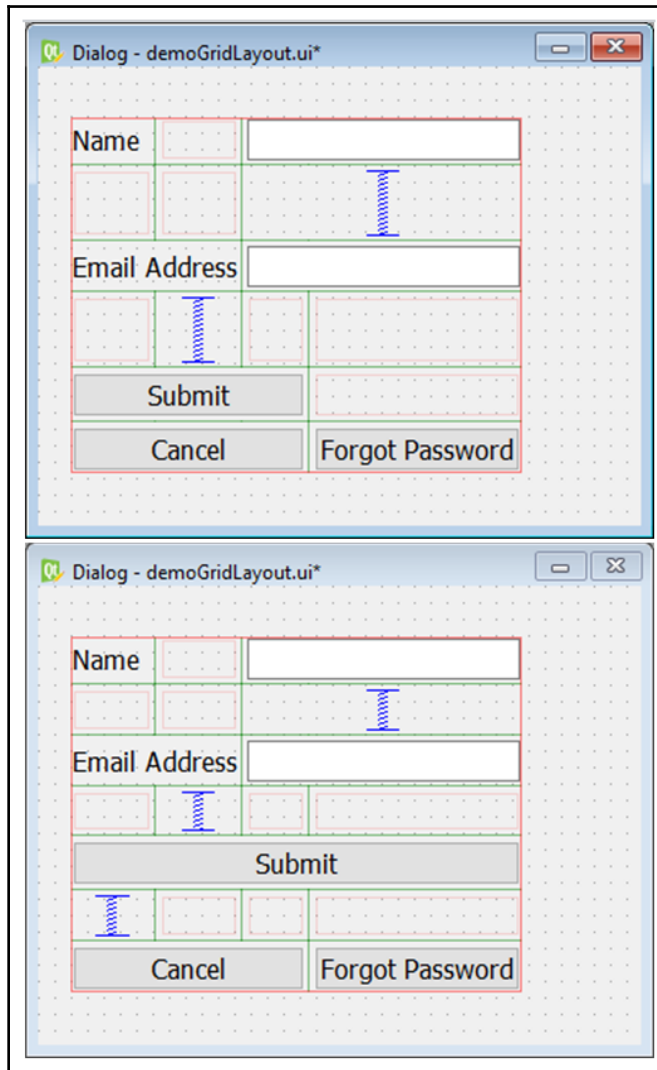 Dialog - demoGridLayout.ui*
Name
Email Address
Submit
Cancel Forgot Password
Dialog - demoGridLayout.ui*
Name
Email Address
Submit
Cancel Forgot Password